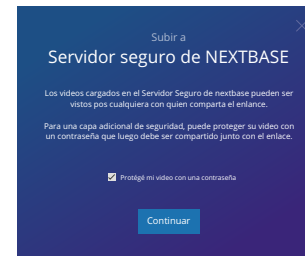 Subir a
Servidor seguro de NEXTBASE
Los videos cargados en el Servidor Seguro de nextbase pueden ser
vistos pos cualquiera con quien comparta el enlance.
Para una capa adicional de seguridad, puede proteger su video con
un contraseña que luego debe ser compartido junto con el enlace.
Protégé mi video con una contraseña
Continuar